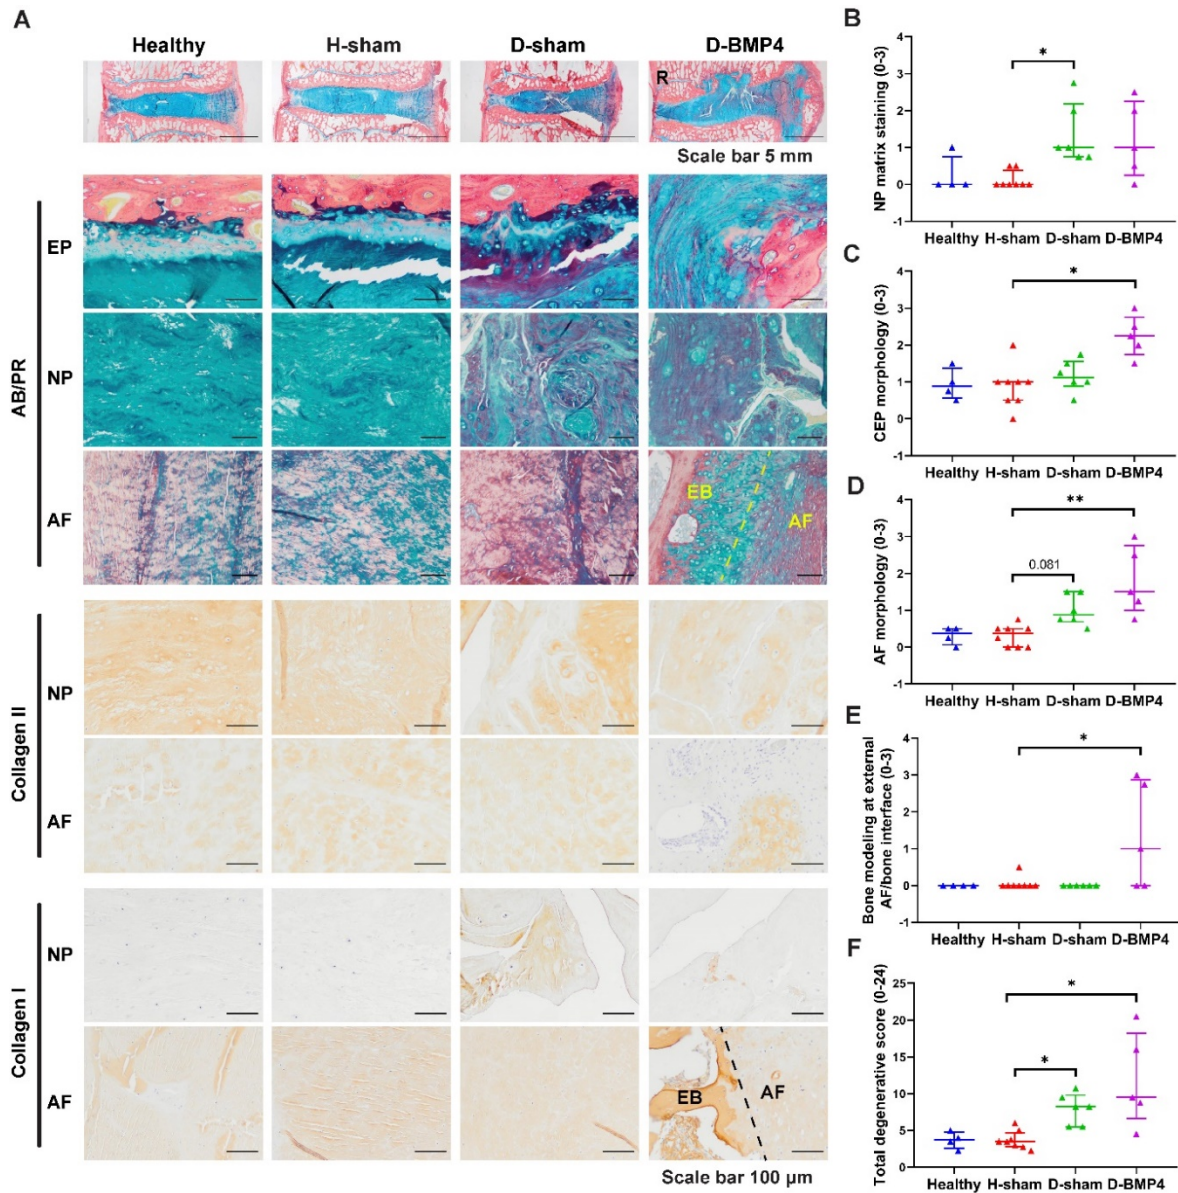 A
Healthy
H-sham
D-sham
D-BMP4
R
Scale bar 5 mm
AB/PR
EP
NP
AF
EB
AF
Collagen II
NP
AF
Collagen I
NP
AF
EB
AF
Scale bar 100 µm
B
NP matrix staining (0-3)
4
3
2
1
0
-1
*
Healthy H-sham D-sham D-BMP4
C
CEP morphology (0-3)
4
3
2
1
0
-1
*
Healthy H-sham D-sham D-BMP4
D
AF morphology (0-3)
4
3
2
1
0
-1
**
0.081
Healthy H-sham D-sham D-BMP4
E
Bone modeling at external
AF/bone interface (0-3)
4
3
2
1
0
-1
*
Healthy H-sham D-sham D-BMP4
F
Total degenerative score (0-24)
25
20
15
10
5
0
*
*
Healthy H-sham D-sham D-BMP4